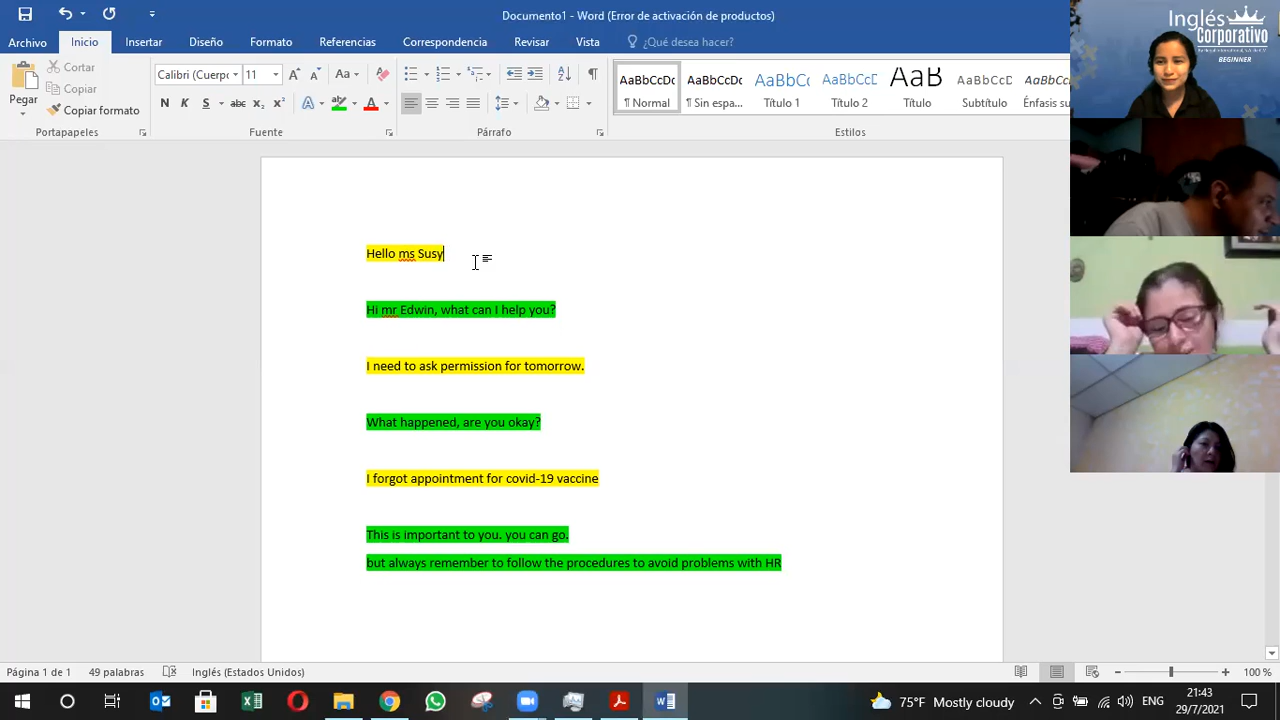 Documento1 - Word (Error de activación de productos)
Archivo Inicio Insertar Diseño Formato Referencias Correspondencia Revisar Vista ¿Qué desea hacer?
Pegar
Cortar
Copiar
Copiar formato
Calibri (Cuerpo 11
N K S abc x₂ x²
AaBbCcDc AaBbCcDc AaBbCc AaBbCcD AaB AaBbCcD AaBbCcDc
¶ Normal ¶ Sin espa... Título 1 Título 2 Título Subtítulo Énfasis su
Portapapeles Fuente Párrafo Estilos
Inglés
Corporativo
BEGINNER
Hello ms Susy
Hi mr Edwin, what can I help you?
I need to ask permission for tomorrow.
What happened, are you okay?
I forgot appointment for covid-19 vaccine
This is important to you. you can go.
but always remember to follow the procedures to avoid problems with HR
Página 1 de 1 49 palabras Inglés (Estados Unidos) 100 %
75°F Mostly cloudy ENG 21:43
29/7/2021